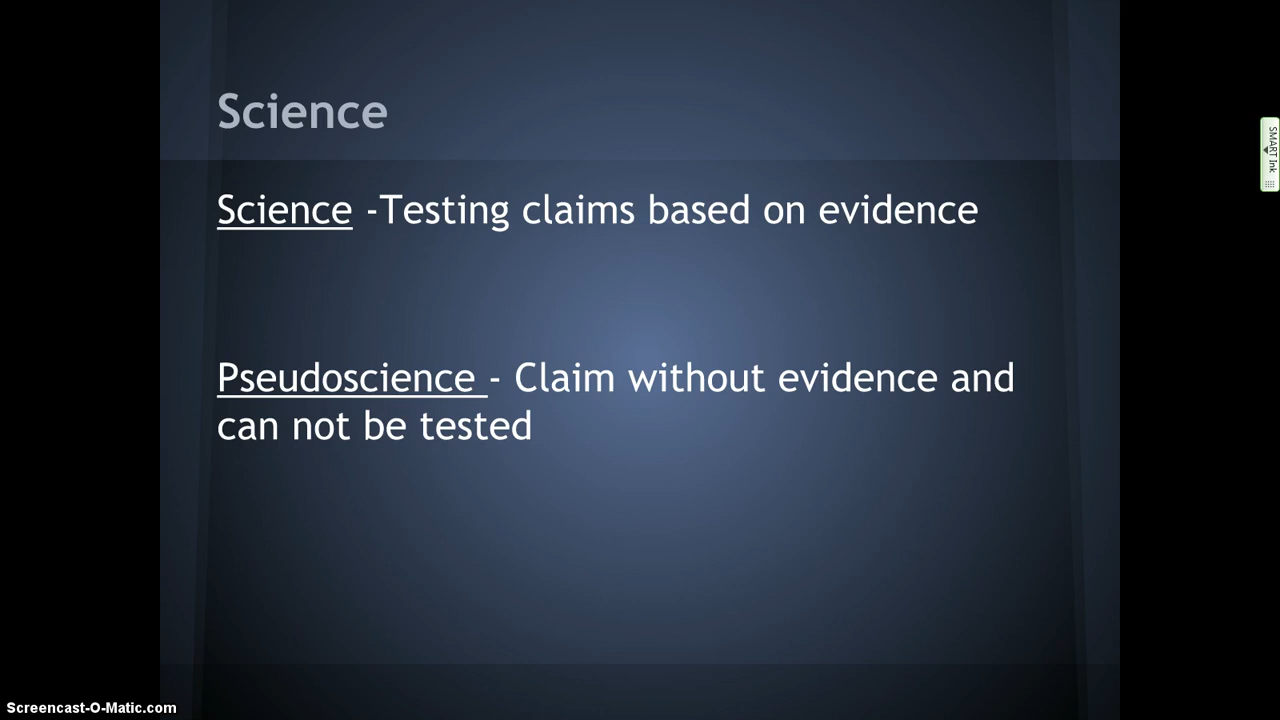 Science
Science -Testing claims based on evidence
Pseudoscience - Claim without evidence and
can not be tested
SMART Ink
Screencast-O-Matic.com